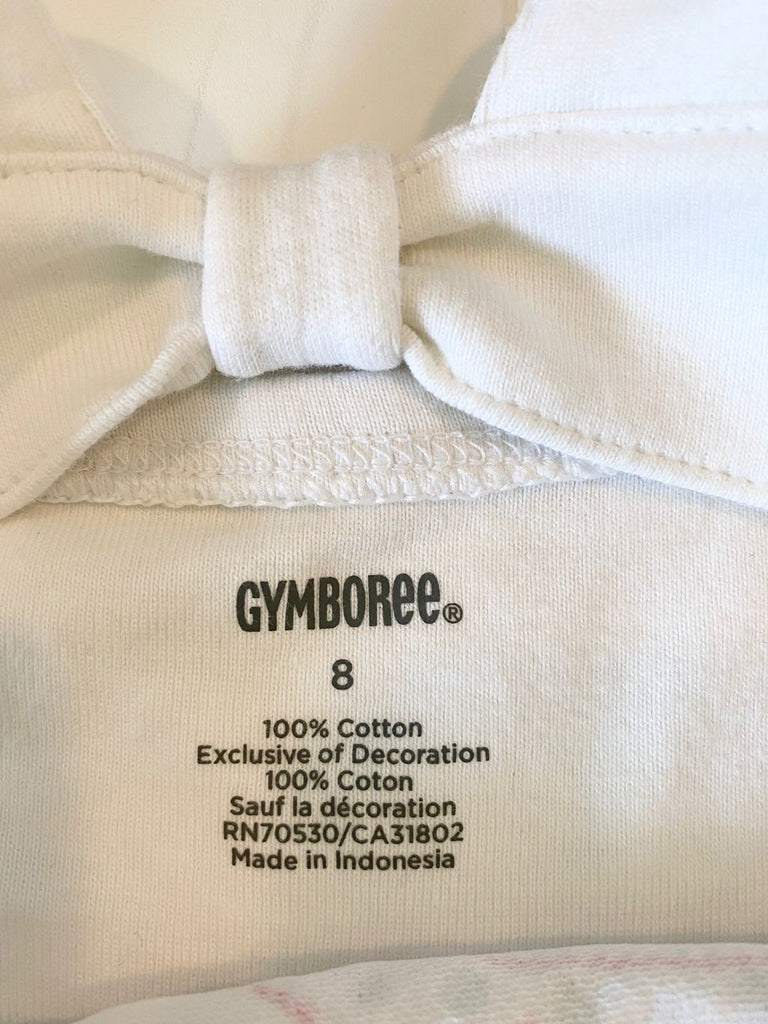 GYMBOREE®
8
100% Cotton
Exclusive of Decoration
100% Coton
Sauf la décoration
RN70530/CA31802
Made in Indonesia